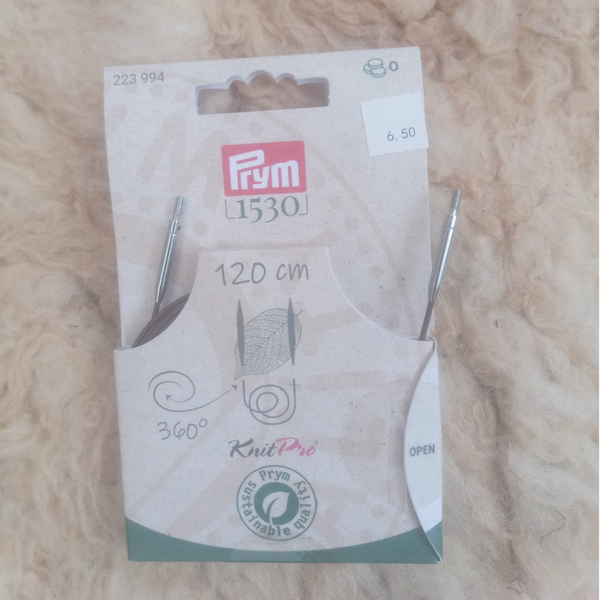 223 994
0
6,50
Prym
1530
120 cm
360°
KnitPro
Prym
sustainable quality
OPEN